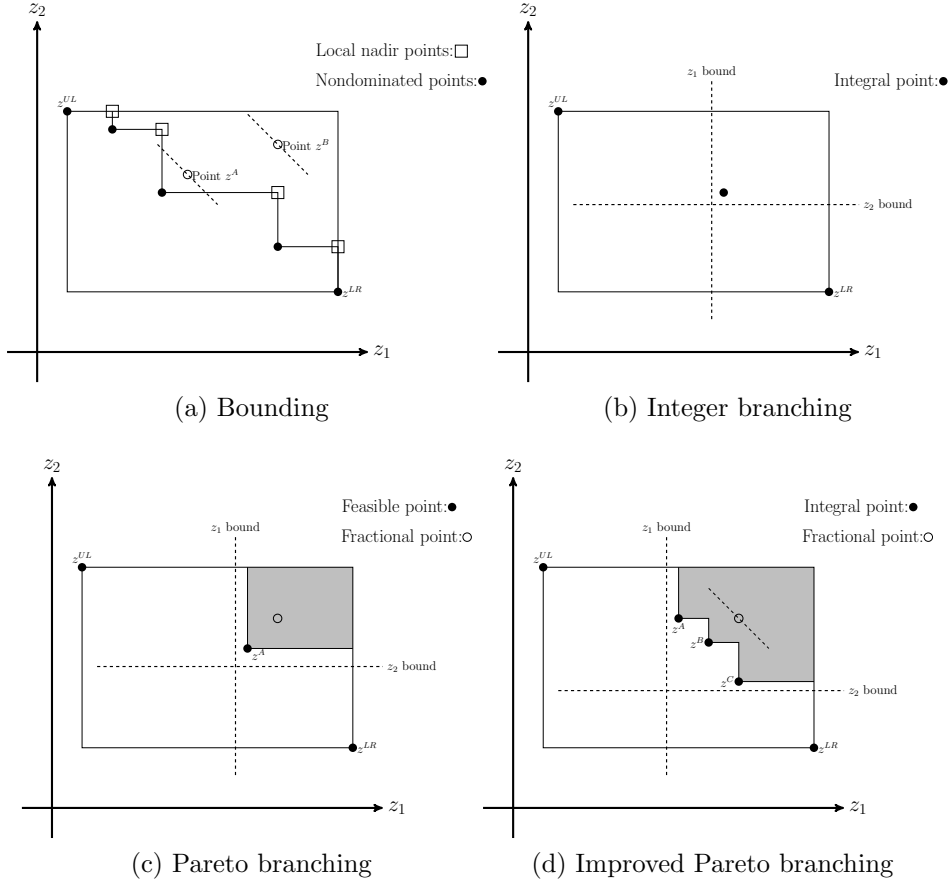 z₂
Local nadir points:
Nondominated points:
z^{UL}
Point z^B
Point z^A
z^{LR}
z₁
(a) Bounding
z₂
z₁ bound
Integral point:
z^{UL}
z₂ bound
z^{LR}
z₁
(b) Integer branching
z₂
Feasible point:
z₁ bound
Fractional point:
z^{UL}
z^A
z₂ bound
z^{LR}
z₁
(c) Pareto branching
z₂
Integral point:
z₁ bound
Fractional point:
z^{UL}
z^A
z^B
z^C
z₂ bound
z^{LR}
z₁
(d) Improved Pareto branching